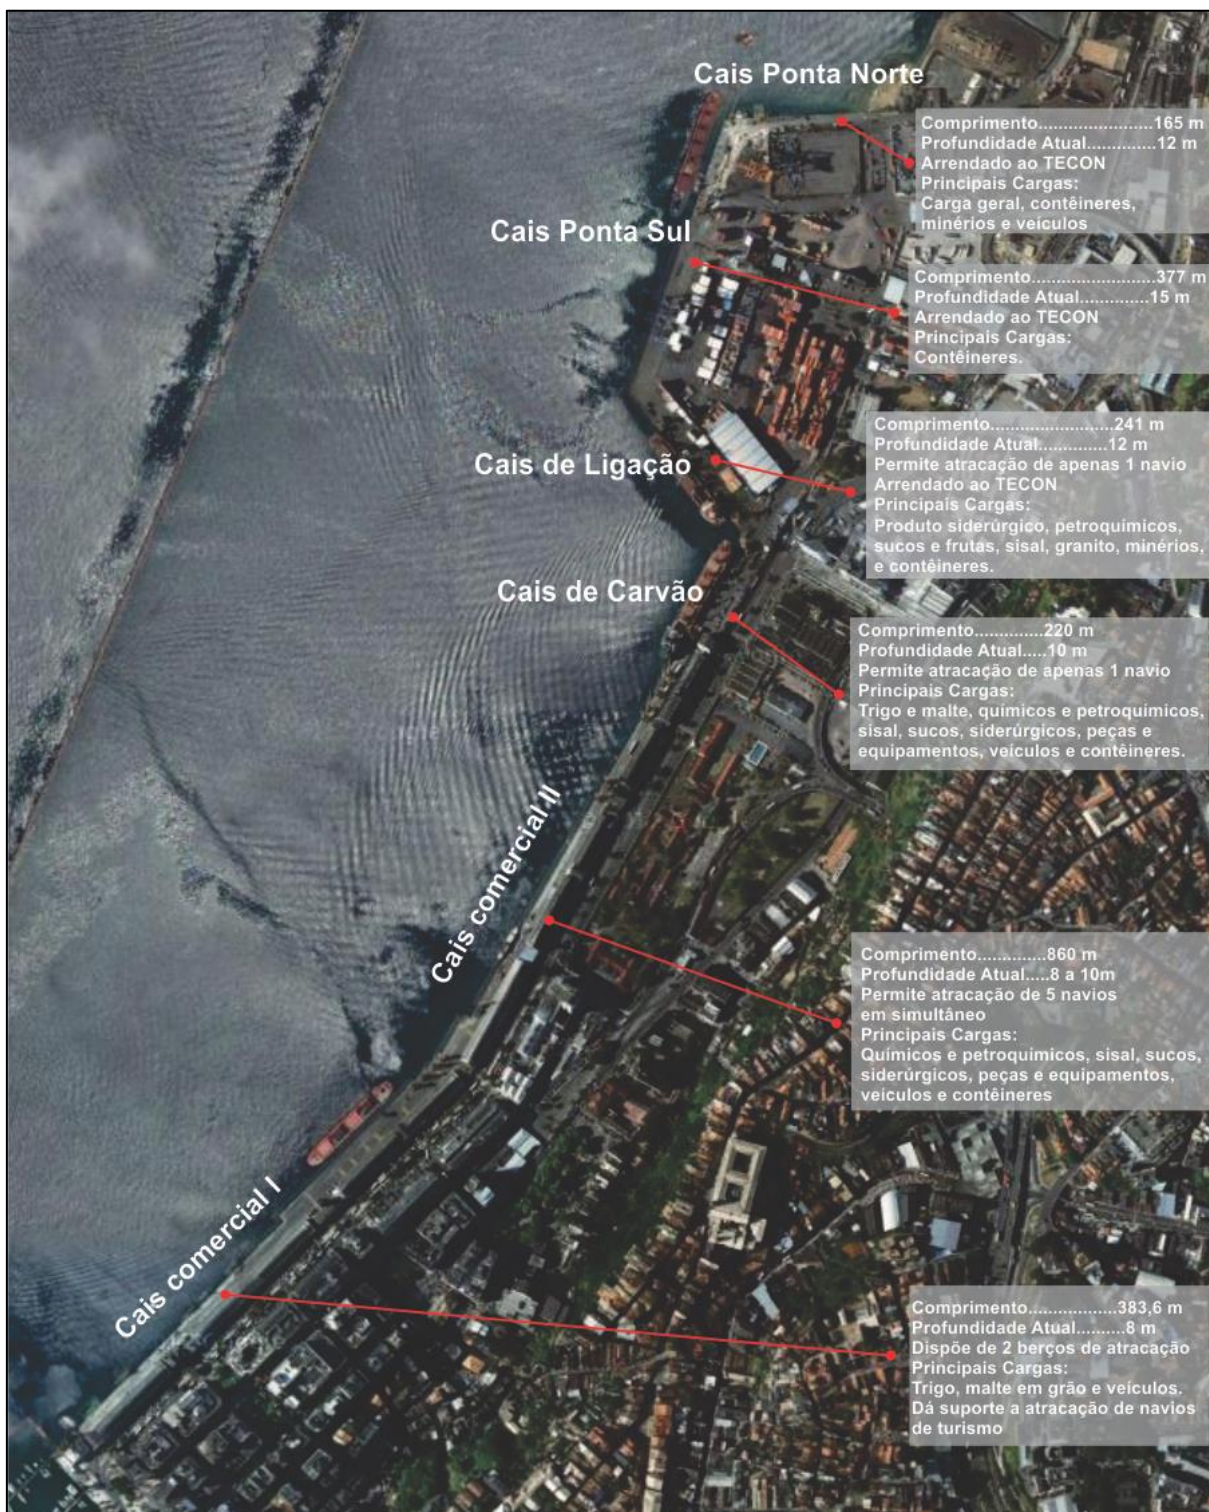 Cais Ponta Norte
Comprimento.......................165 m
Profundidade Atual..............12 m
Arrendado ao TECON
Principais Cargas:
Carga geral, contêineres,
minérios e veículos
Cais Ponta Sul
Comprimento.........................377 m
Profundidade Atual..............15 m
Arrendado ao TECON
Principais Cargas:
Contêineres.
Cais de Ligação
Comprimento.........................241 m
Profundidade Atual..............12 m
Permite atracação de apenas 1 navio
Arrendado ao TECON
Principais Cargas:
Produto siderúrgico, petroquímicos,
sucos e frutas, sisal, granito, minérios,
e contêineres.
Cais de Carvão
Comprimento..............220 m
Profundidade Atual.....10 m
Permite atracação de apenas 1 navio
Principais Cargas:
Trigo e malte, químicos e petroquímicos,
sisal, sucos, siderúrgicos, peças e
equipamentos, veículos e contêineres.
Cais comercial II
Comprimento..............860 m
Profundidade Atual.....8 a 10m
Permite atracação de 5 navios
em simultâneo
Principais Cargas:
Químicos e petroquímicos, sisal, sucos,
siderúrgicos, peças e equipamentos,
veículos e contêineres
Cais comercial I
Comprimento..................383,6 m
Profundidade Atual..........8 m
Dispõe de 2 berços de atracação
Principais Cargas:
Trigo, malte em grão e veículos.
Dá suporte a atracação de navios
de turismo